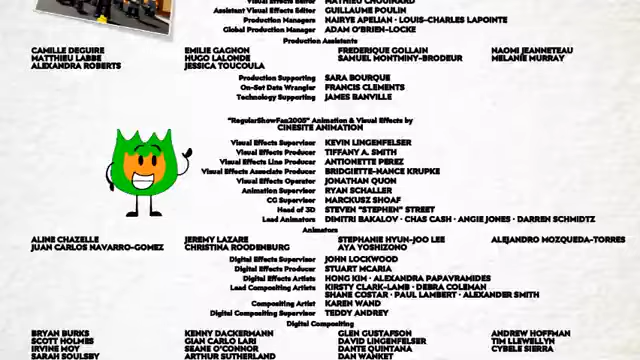 Visual Effects Editor MATHIEU CHOUINARD
Assistant Visual Effects Editor GUILLAUME POULIN
Production Managers NAIRYE APELIAN · LOUIS-CHARLES LAPOINTE
Global Production Manager ADAM O'BRIEN-LOCKE
Production Assistants
CAMILLE DEGUIRE EMILIE GAGNON FREDERIQUE GOLLAIN NAOMI JEANNETEAU
MATTHIEU LABBE HUGO LALONDE SAMUEL MONTMINY-BRODEUR MELANIE MURRAY
ALEXANDRA ROBERTS JESSICA TOUCOULA
Production Supporting SARA BOURQUE
On-Set Data Wrangler FRANCIS CLEMENTS
Technology Supporting JAMES BANVILLE
"RegularShowFan2005" Animation & Visual Effects by
CINESITE ANIMATION
Visual Effects Supervisor KEVIN LINGENFELSER
Visual Effects Producer TIFFANY A. SMITH
Visual Effects Line Producer ANTIONETTE PEREZ
Visual Effects Associate Producer BRIDGIETTE-NANCE KRUPKE
Visual Effects Operator JONATHAN QUON
Animation Supervisor RYAN SCHALLER
CG Supervisor MARCKUSZ SHOAF
Head of 3D STEVEN "STEPHEN" STREET
Lead Animators DIMITRI BAKALOV · CHAS CASH · ANGIE JONES · DARREN SCHMIDTZ
Animators
ALINE CHAZELLE JEREMY LAZARE STEPHANIE HYUN-JOO LEE ALEJANDRO MOZQUEDA-TORRES
JUAN CARLOS NAVARRO-GOMEZ CHRISTINA ROODENBURG AYA YOSHIZONO
Digital Effects Supervisor JOHN LOCKWOOD
Digital Effects Producer STUART MCARIA
Digital Effects Artists HONG KIM · ALEXANDRA PAPAVRAMIDES
Lead Compositing Artists KIRSTY CLARK-LAMB · DEBRA COLEMAN
SHANE COSTAR · PAUL LAMBERT · ALEXANDER SMITH
Compositing Artist KAREN WAND
Digital Compositing Supervisor TEDDY ANDREY
Digital Compositing
BRYAN BURKS KENNY DACKERMANN GLEN GUSTAFSON ANDREW HOFFMAN
SCOTT HOLMES GIAN CARLO LARI DAVID LINGENFELSER TIM LLEWELLYN
IRVINE MOY SEANE O'CONNOR DANTE QUINTANA CYBELE SIERRA
SARAH SOULSBY ARTHUR SUTHERLAND DAN WANKET